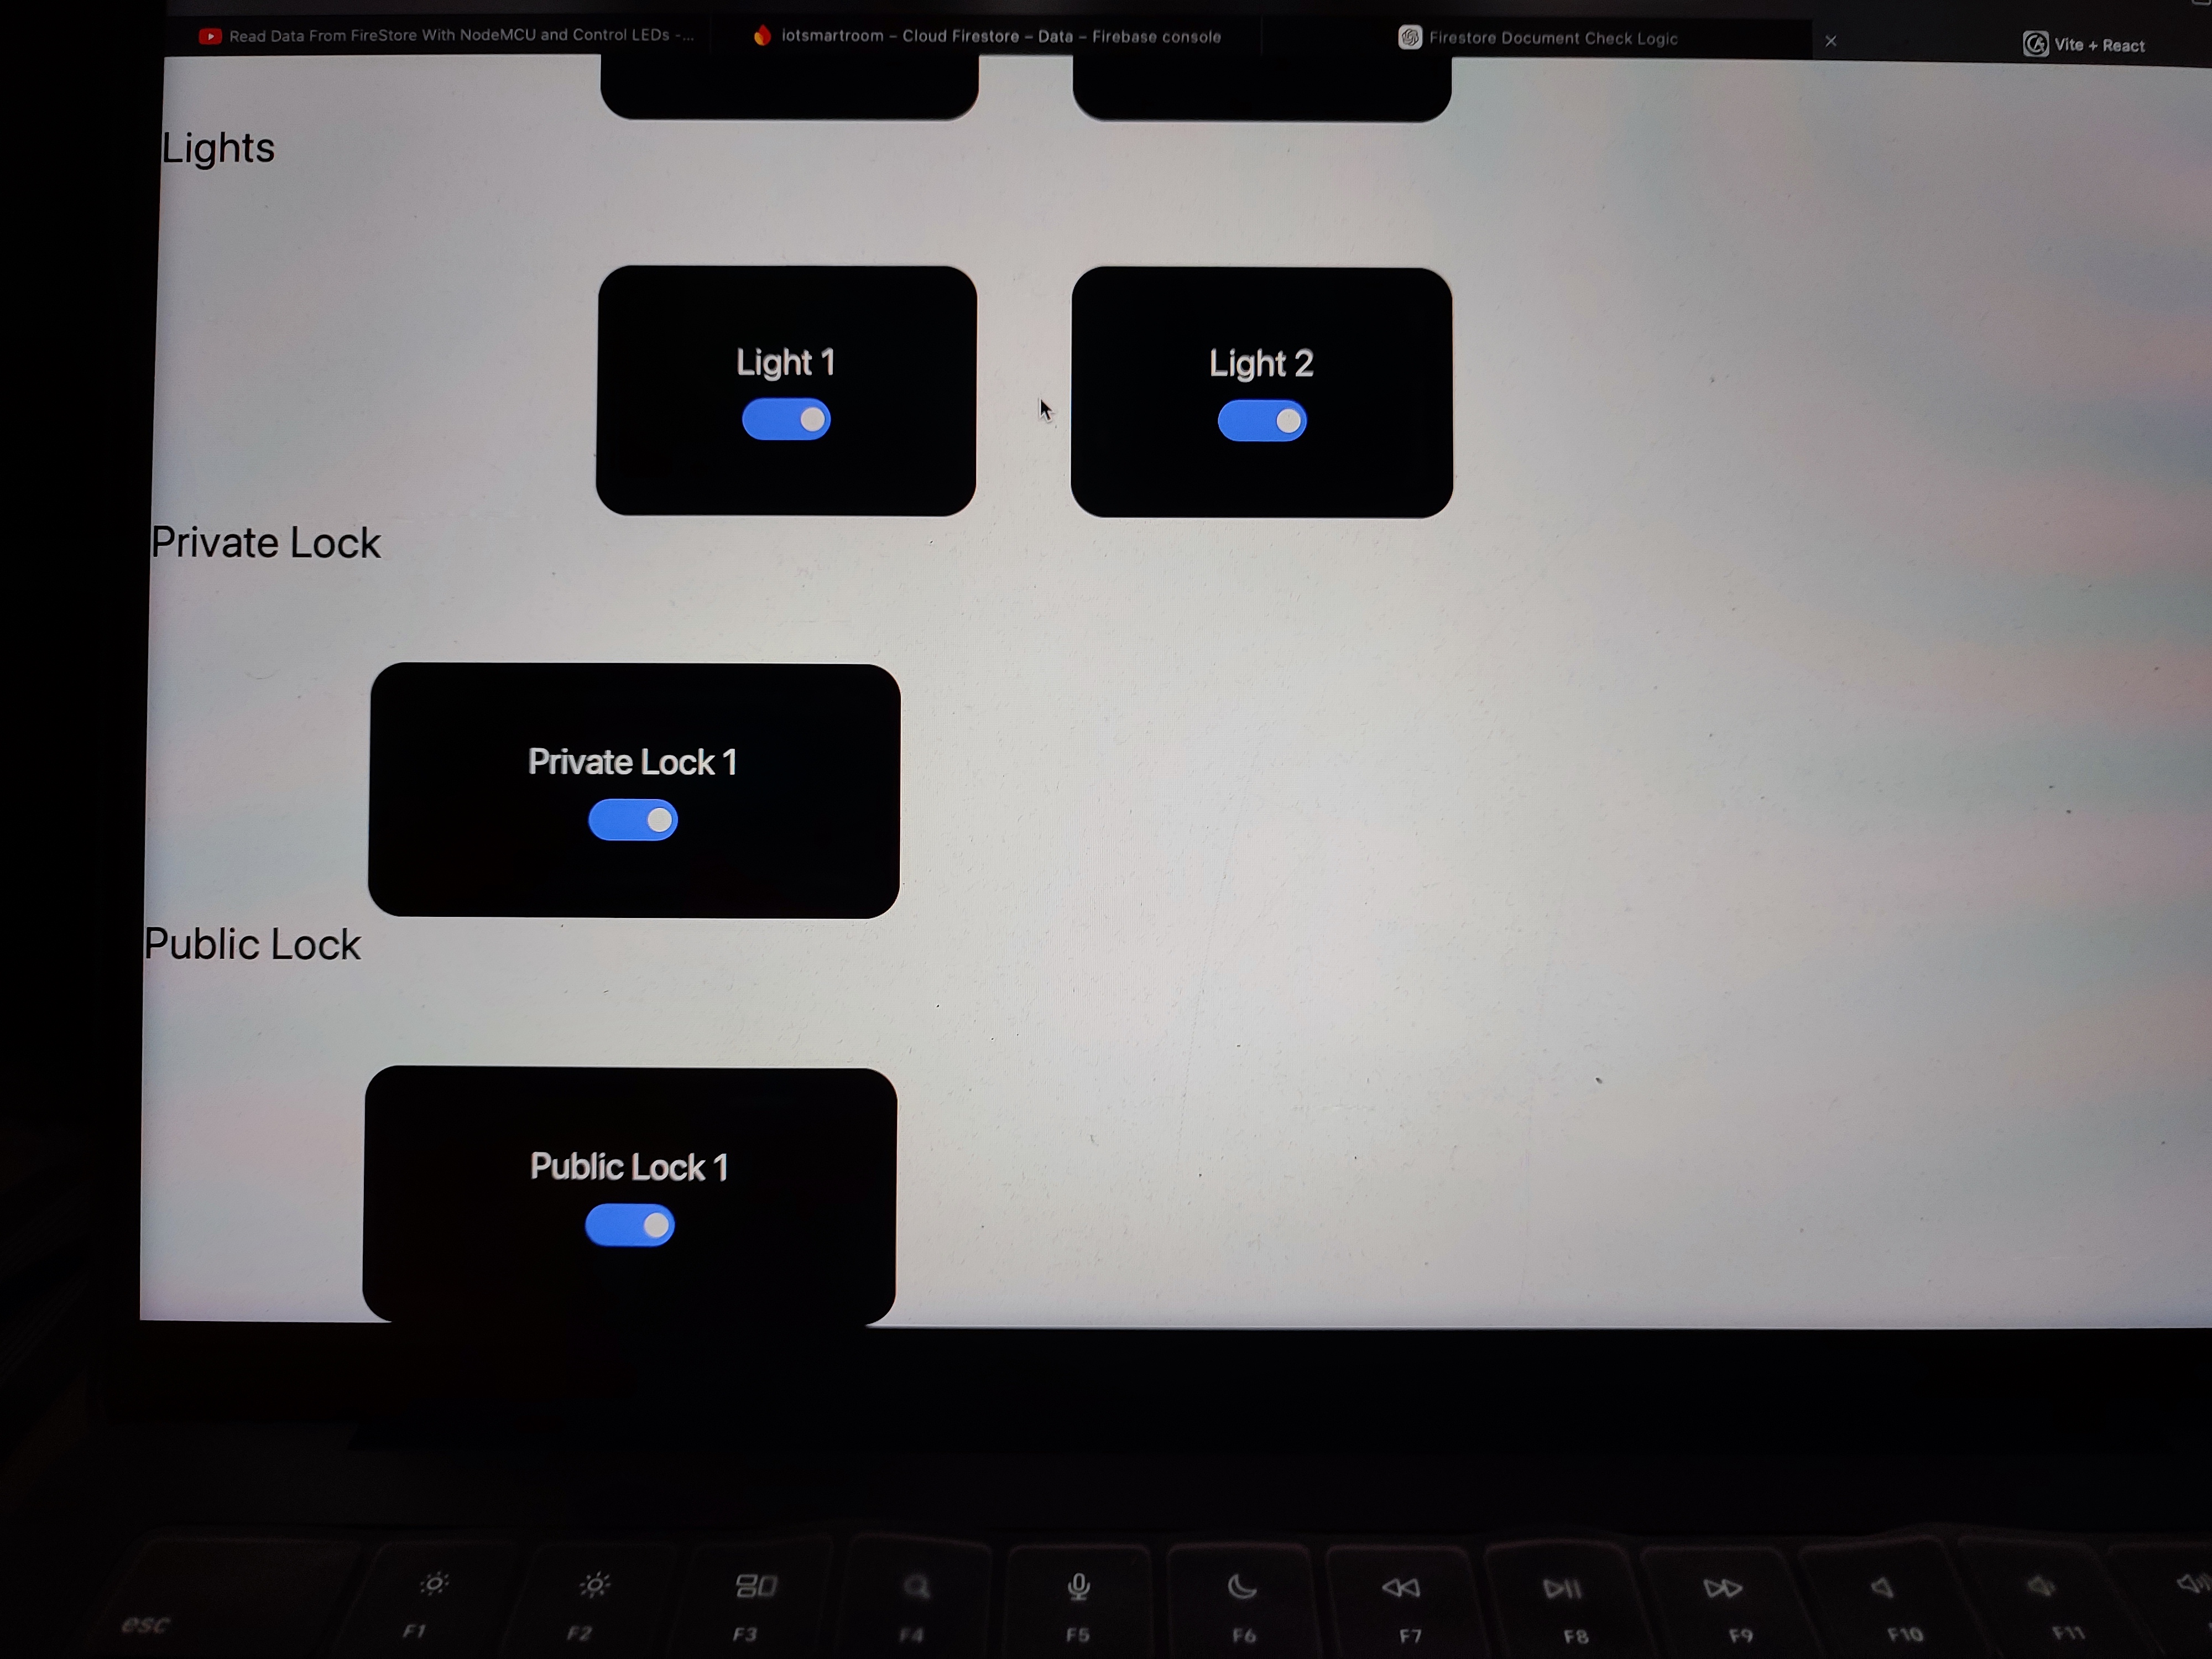 Read Data From FireStore With NodeMCU and Control LEDs -...
iotsmartroom – Cloud Firestore – Data – Firebase console
Firestore Document Check Logic
Vite + React
Lights
Light 1
Light 2
Private Lock
Private Lock 1
Public Lock
Public Lock 1
esc
F1
F2
F3
F4
F5
F6
F7
F8
F9
F10
F11